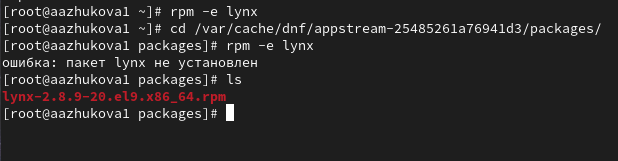 [root@aazhukova1 ~]# rpm -e lynx
[root@aazhukova1 ~]# cd /var/cache/dnf/appstream-25485261a76941d3/packages/
[root@aazhukova1 packages]# rpm -e lynx
ошибка: пакет lynx не установлен
[root@aazhukova1 packages]# ls
lynx-2.8.9-20.el9.x86_64.rpm
[root@aazhukova1 packages]#